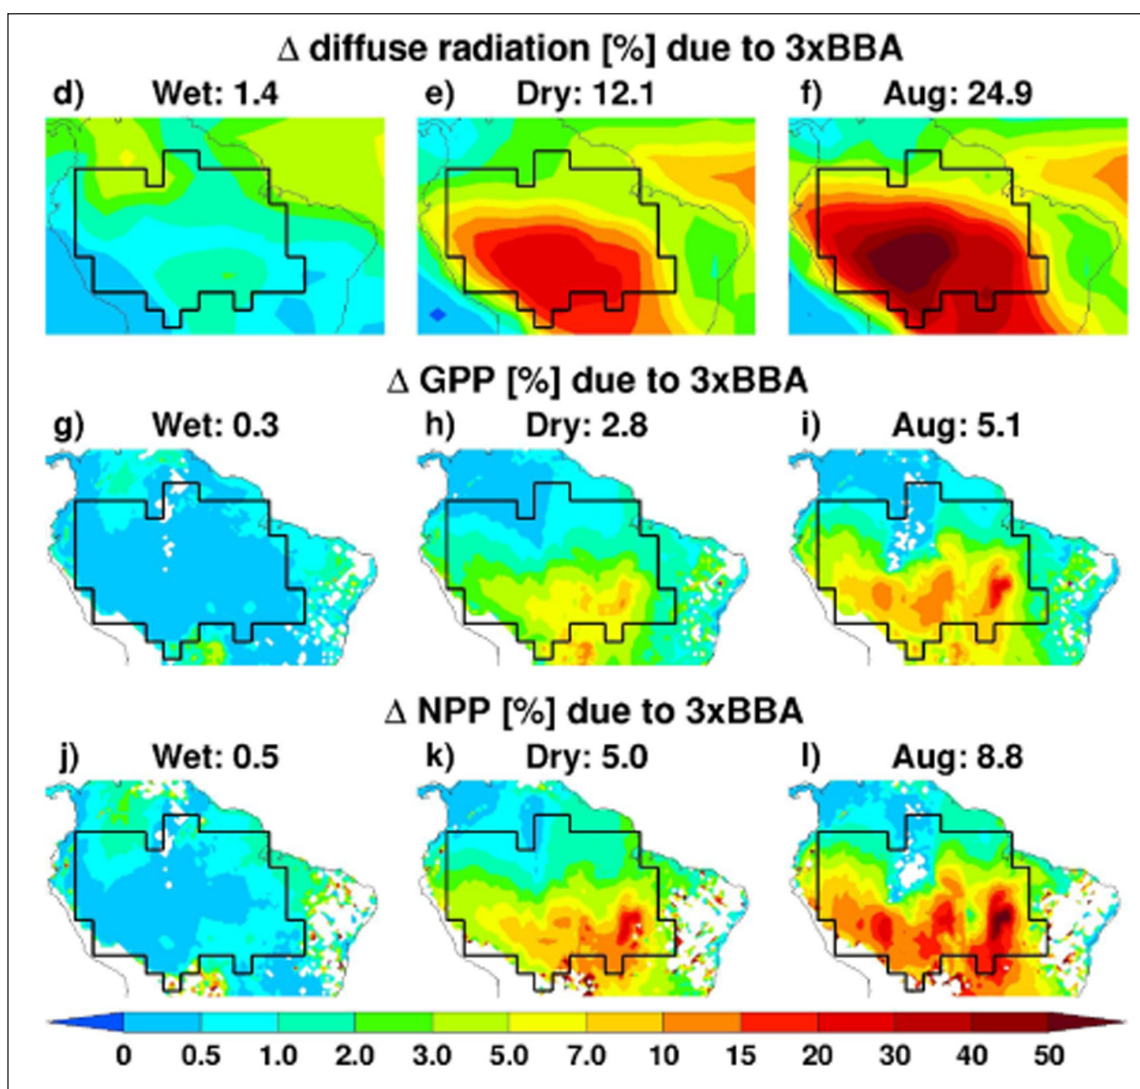 Δ diffuse radiation [%] due to 3xBBA
d) Wet: 1.4 e) Dry: 12.1 f) Aug: 24.9
Δ GPP [%] due to 3xBBA
g) Wet: 0.3 h) Dry: 2.8 i) Aug: 5.1
Δ NPP [%] due to 3xBBA
j) Wet: 0.5 k) Dry: 5.0 l) Aug: 8.8
0 0.5 1.0 2.0 3.0 5.0 7.0 10 15 20 30 40 50